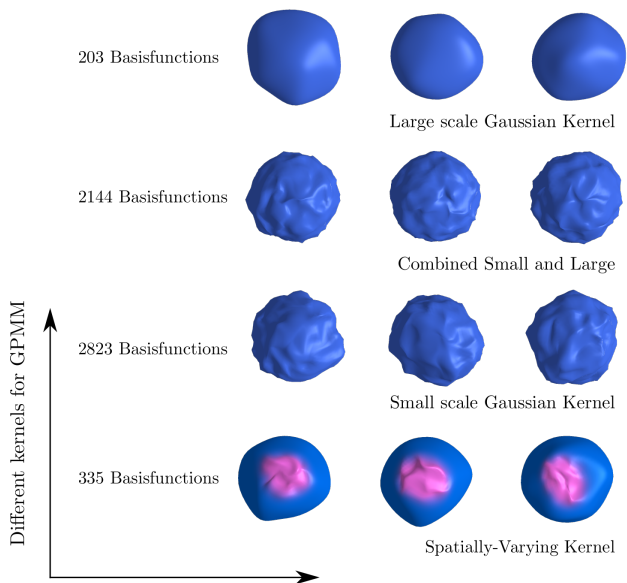 203 Basisfunctions
Large scale Gaussian Kernel
2144 Basisfunctions
Combined Small and Large
2823 Basisfunctions
Small scale Gaussian Kernel
335 Basisfunctions
Spatially-Varying Kernel
Different kernels for GPMM